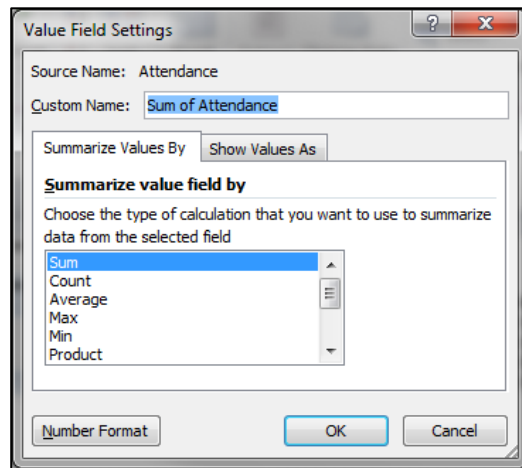 Value Field Settings
? X
Source Name: Attendance
Custom Name: Sum of Attendance
Summarize Values By Show Values As
Summarize value field by
Choose the type of calculation that you want to use to summarize
data from the selected field
Sum
Count
Average
Max
Min
Product
Number Format OK Cancel